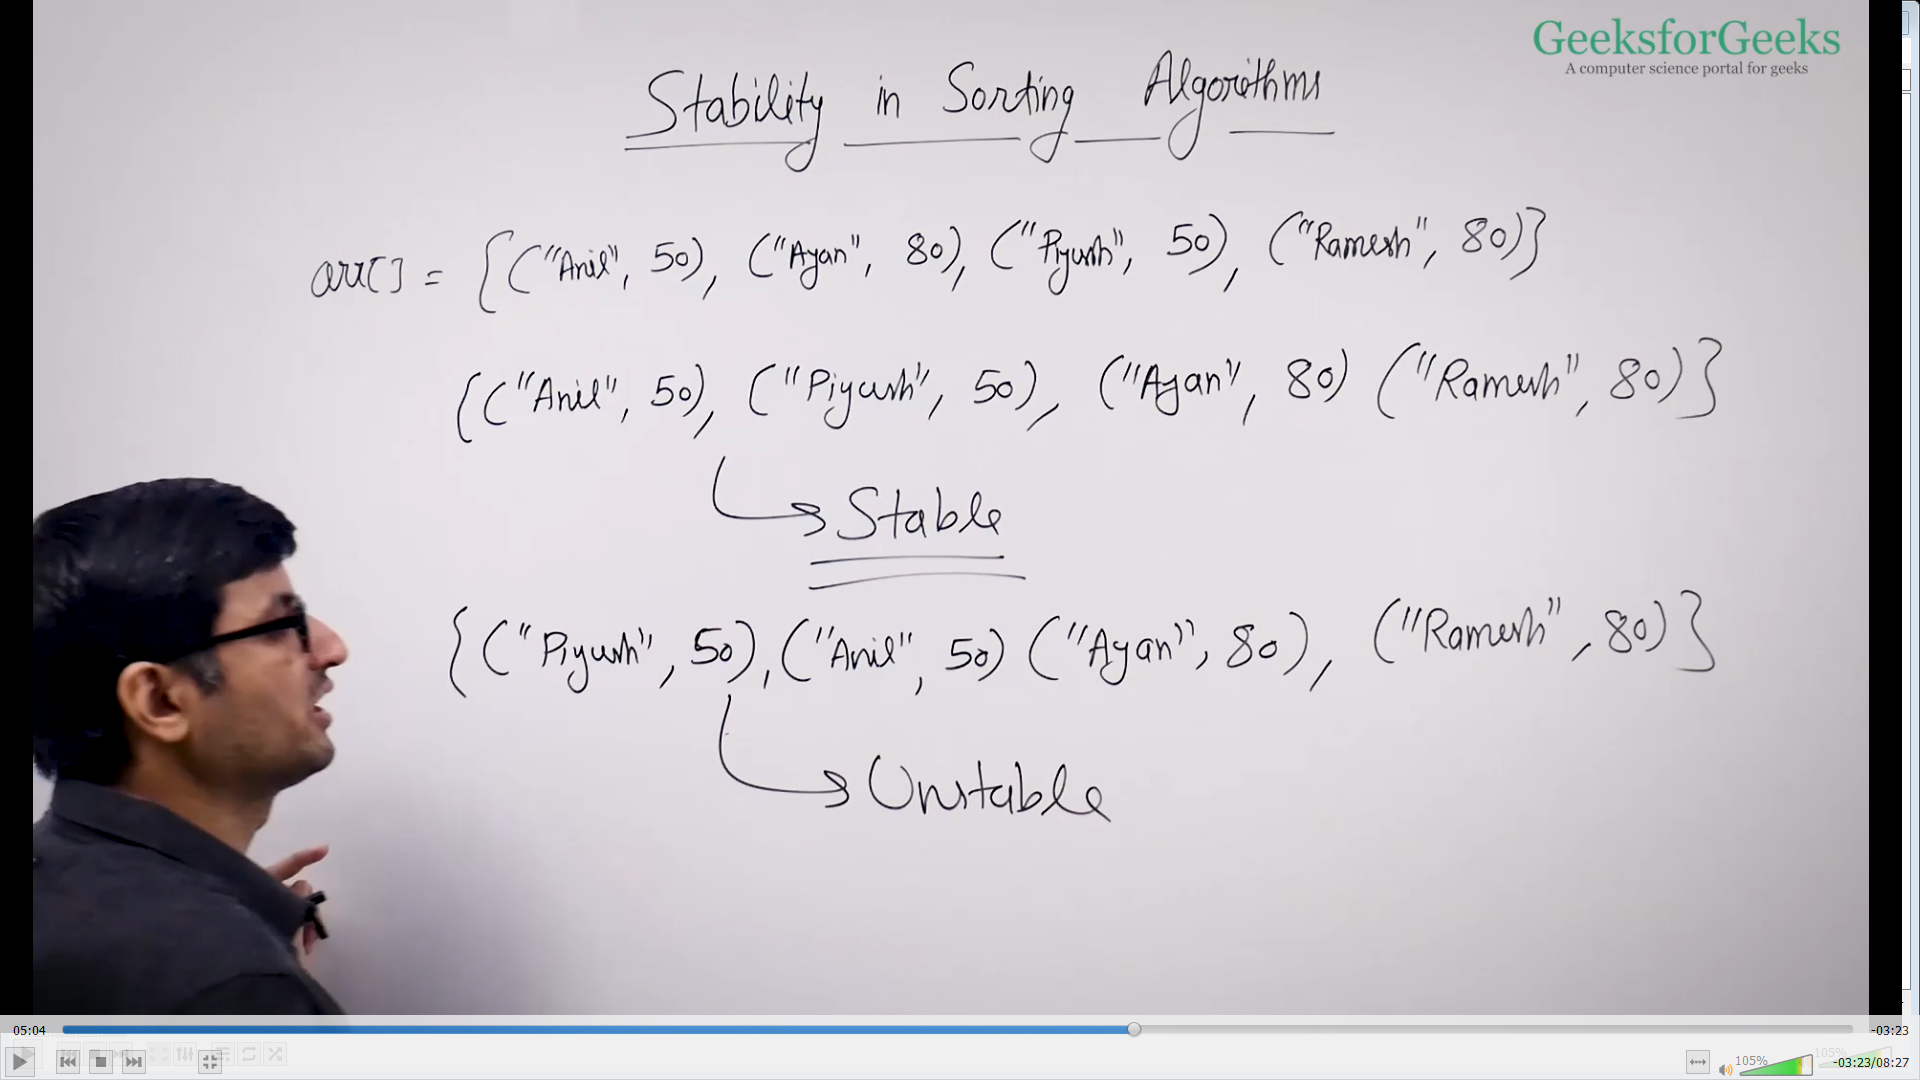 GeeksforGeeks
A computer science portal for geeks
Stability in Sorting Algorithms
arr[] = {("Anil", 50), ("Ayan", 80), ("Piyush", 50), ("Ramesh", 80)}
{("Anil", 50), ("Piyush", 50), ("Ayan", 80) ("Ramesh", 80)}
Stable
{("Piyush", 50), ("Anil", 50) ("Ayan", 80), ("Ramesh", 80)}
Unstable
05:04
-03:23
105%
-03:23/08:27